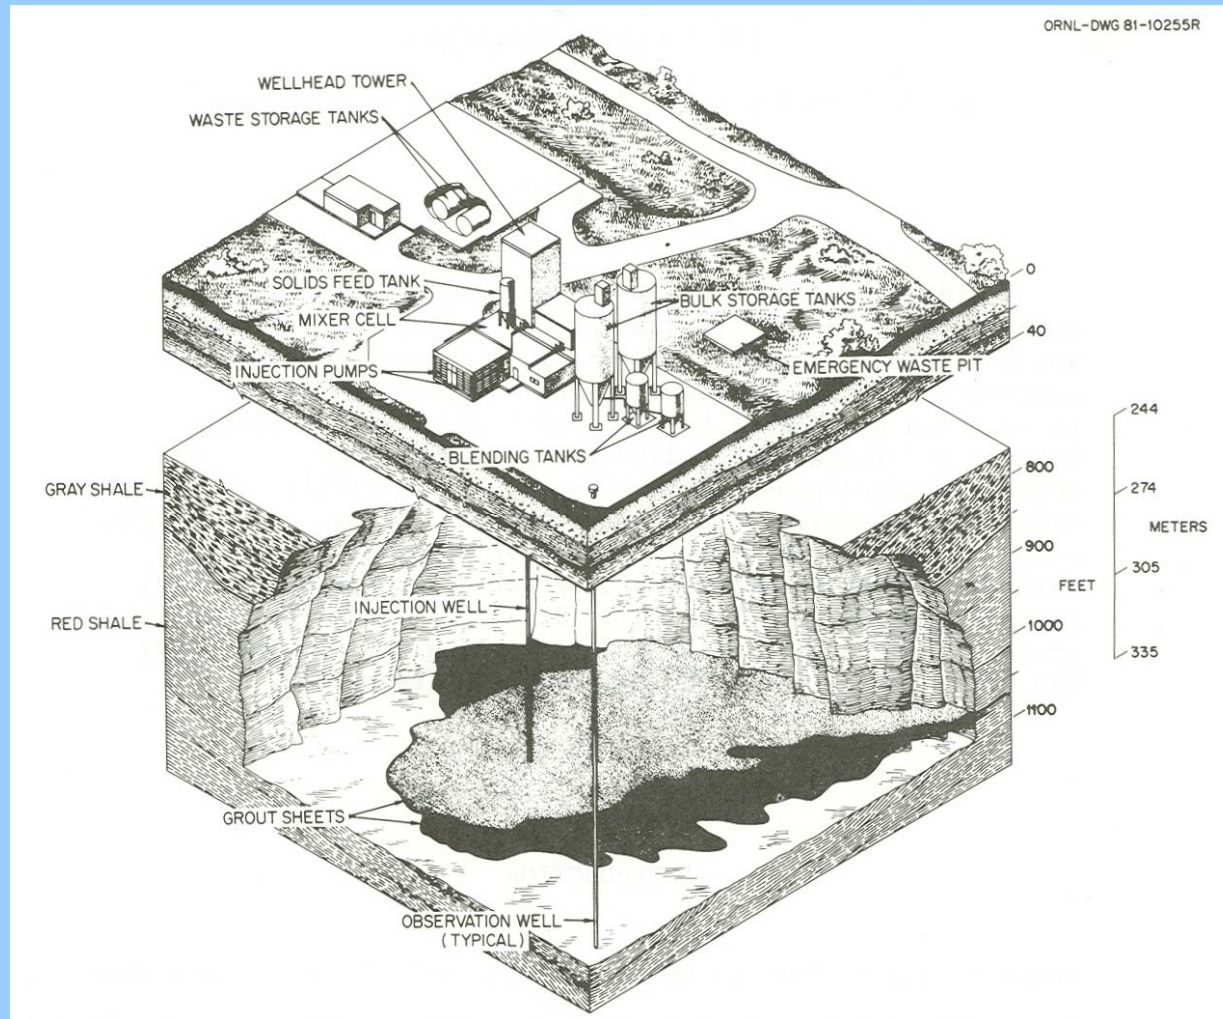 ORNL-DWG 81-10255R
WELLHEAD TOWER
WASTE STORAGE TANKS
SOLIDS FEED TANK
MIXER CELL
INJECTION PUMPS
BULK STORAGE TANKS
EMERGENCY WASTE PIT
BLENDING TANKS
0
40
GRAY SHALE
RED SHALE
INJECTION WELL
GROUT SHEETS
OBSERVATION WELL
(TYPICAL)
800
900
FEET
1000
1100
244
274
METERS
305
335